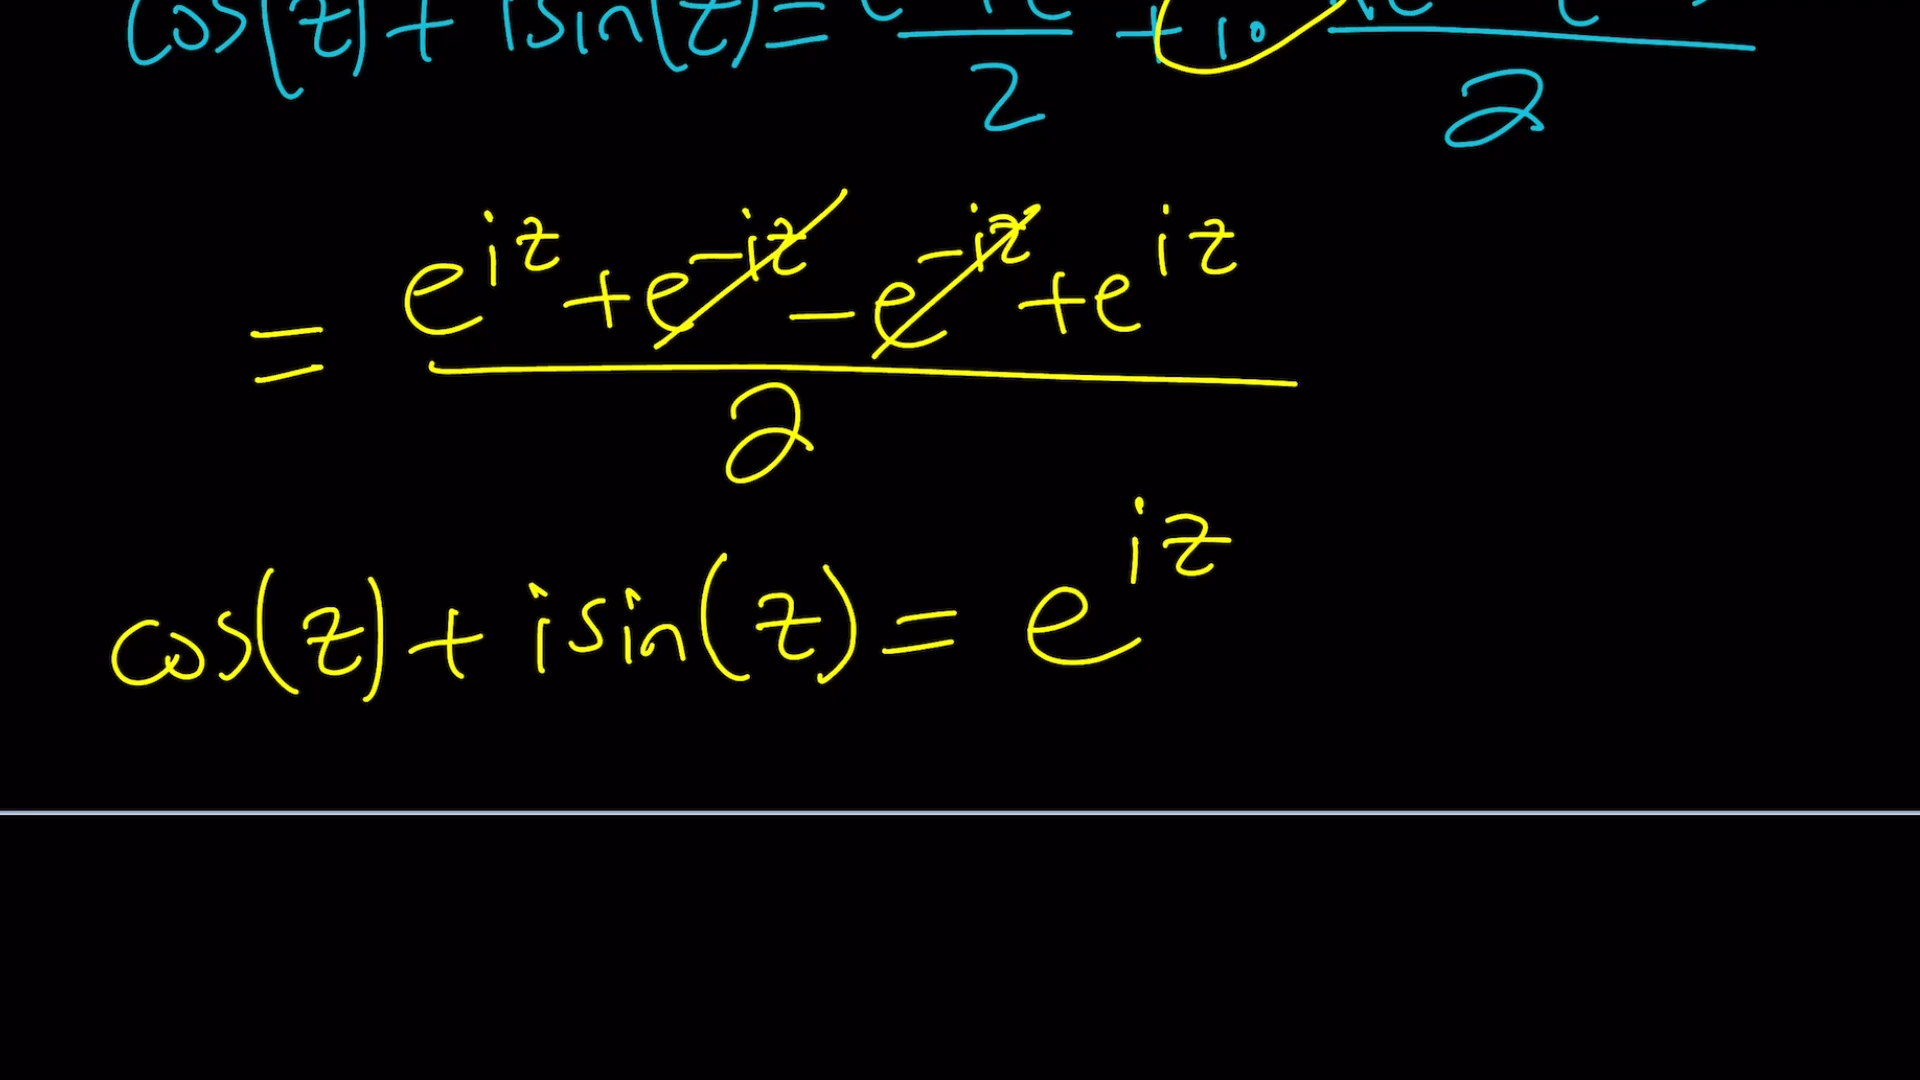 cos(z) + isin(z) =
2 + i· 2
= (e^{iz} + e^{-iz} - e^{-iz} + e^{iz}) / 2
cos(z) + isin(z) = e^{iz}